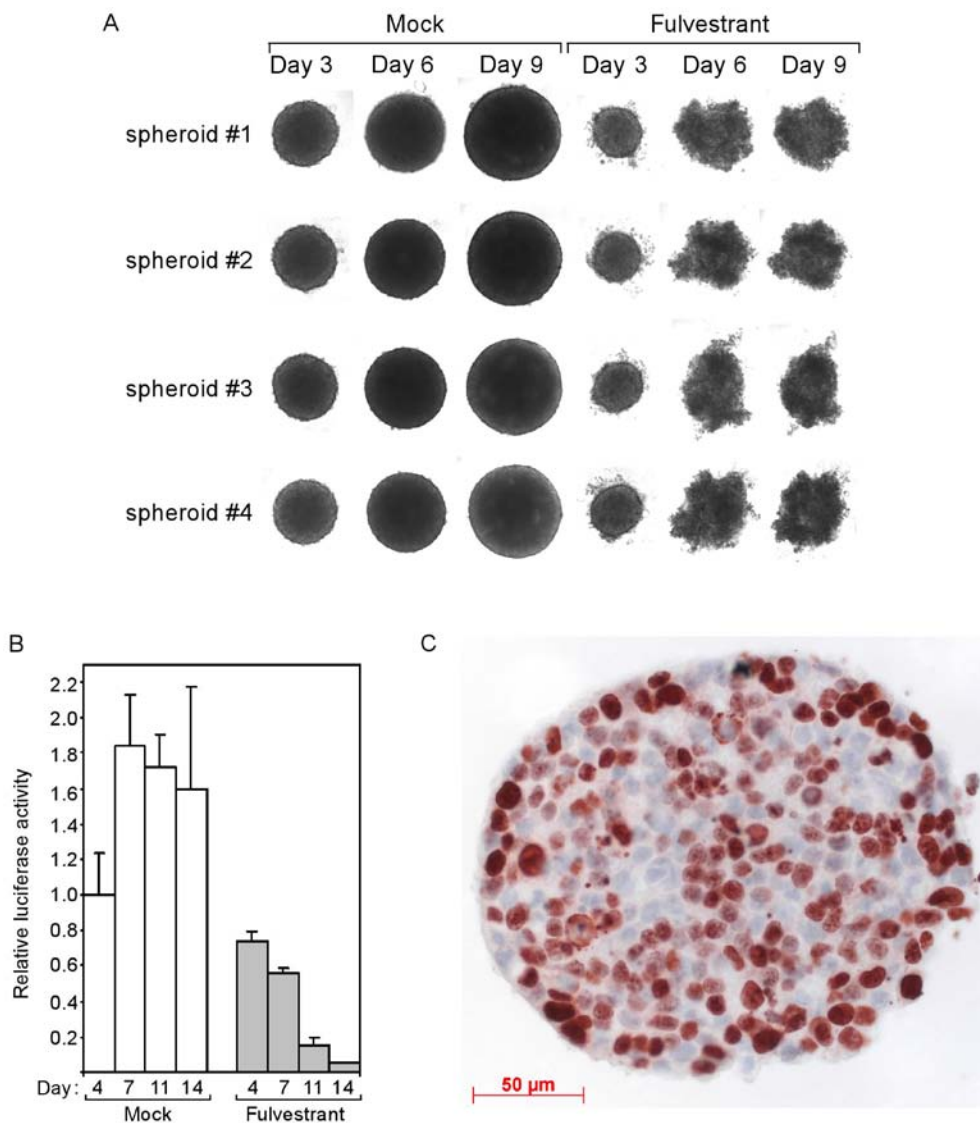 A
Mock Fulvestrant
Day 3 Day 6 Day 9 Day 3 Day 6 Day 9
spheroid #1
spheroid #2
spheroid #3
spheroid #4
B
Relative luciferase activity
2.2
2.0
1.8
1.6
1.4
1.2
1.0
0.8
0.6
0.4
0.2
Day: 4 7 11 14 4 7 11 14
Mock Fulvestrant
C
50 µm